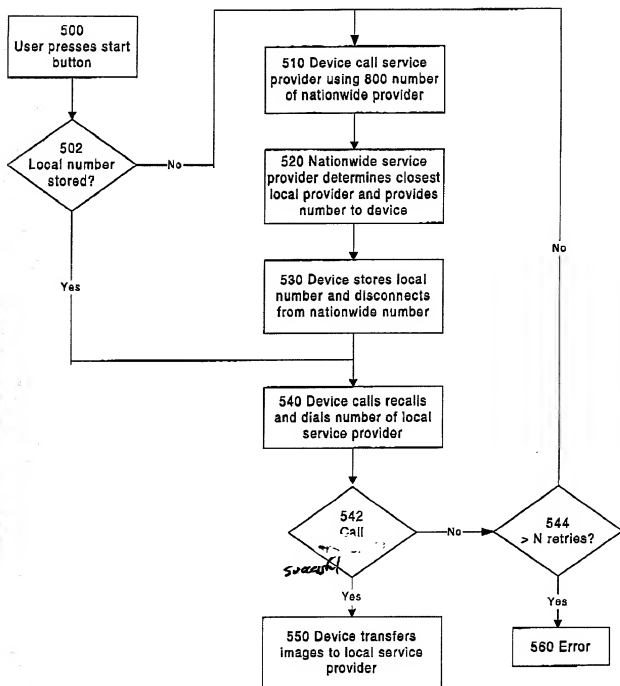 500
User presses start
button
502
Local number
stored?
No
Yes
510 Device call service
provider using 800 number
of nationwide provider
520 Nationwide service
provider determines closest
local provider and provides
number to device
530 Device stores local
number and disconnects
from nationwide number
No
540 Device calls recalls
and dials number of local
service provider
542
Call
successful
No
544
> N retries?
Yes
Yes
550 Device transfers
images to local service
provider
560 Error